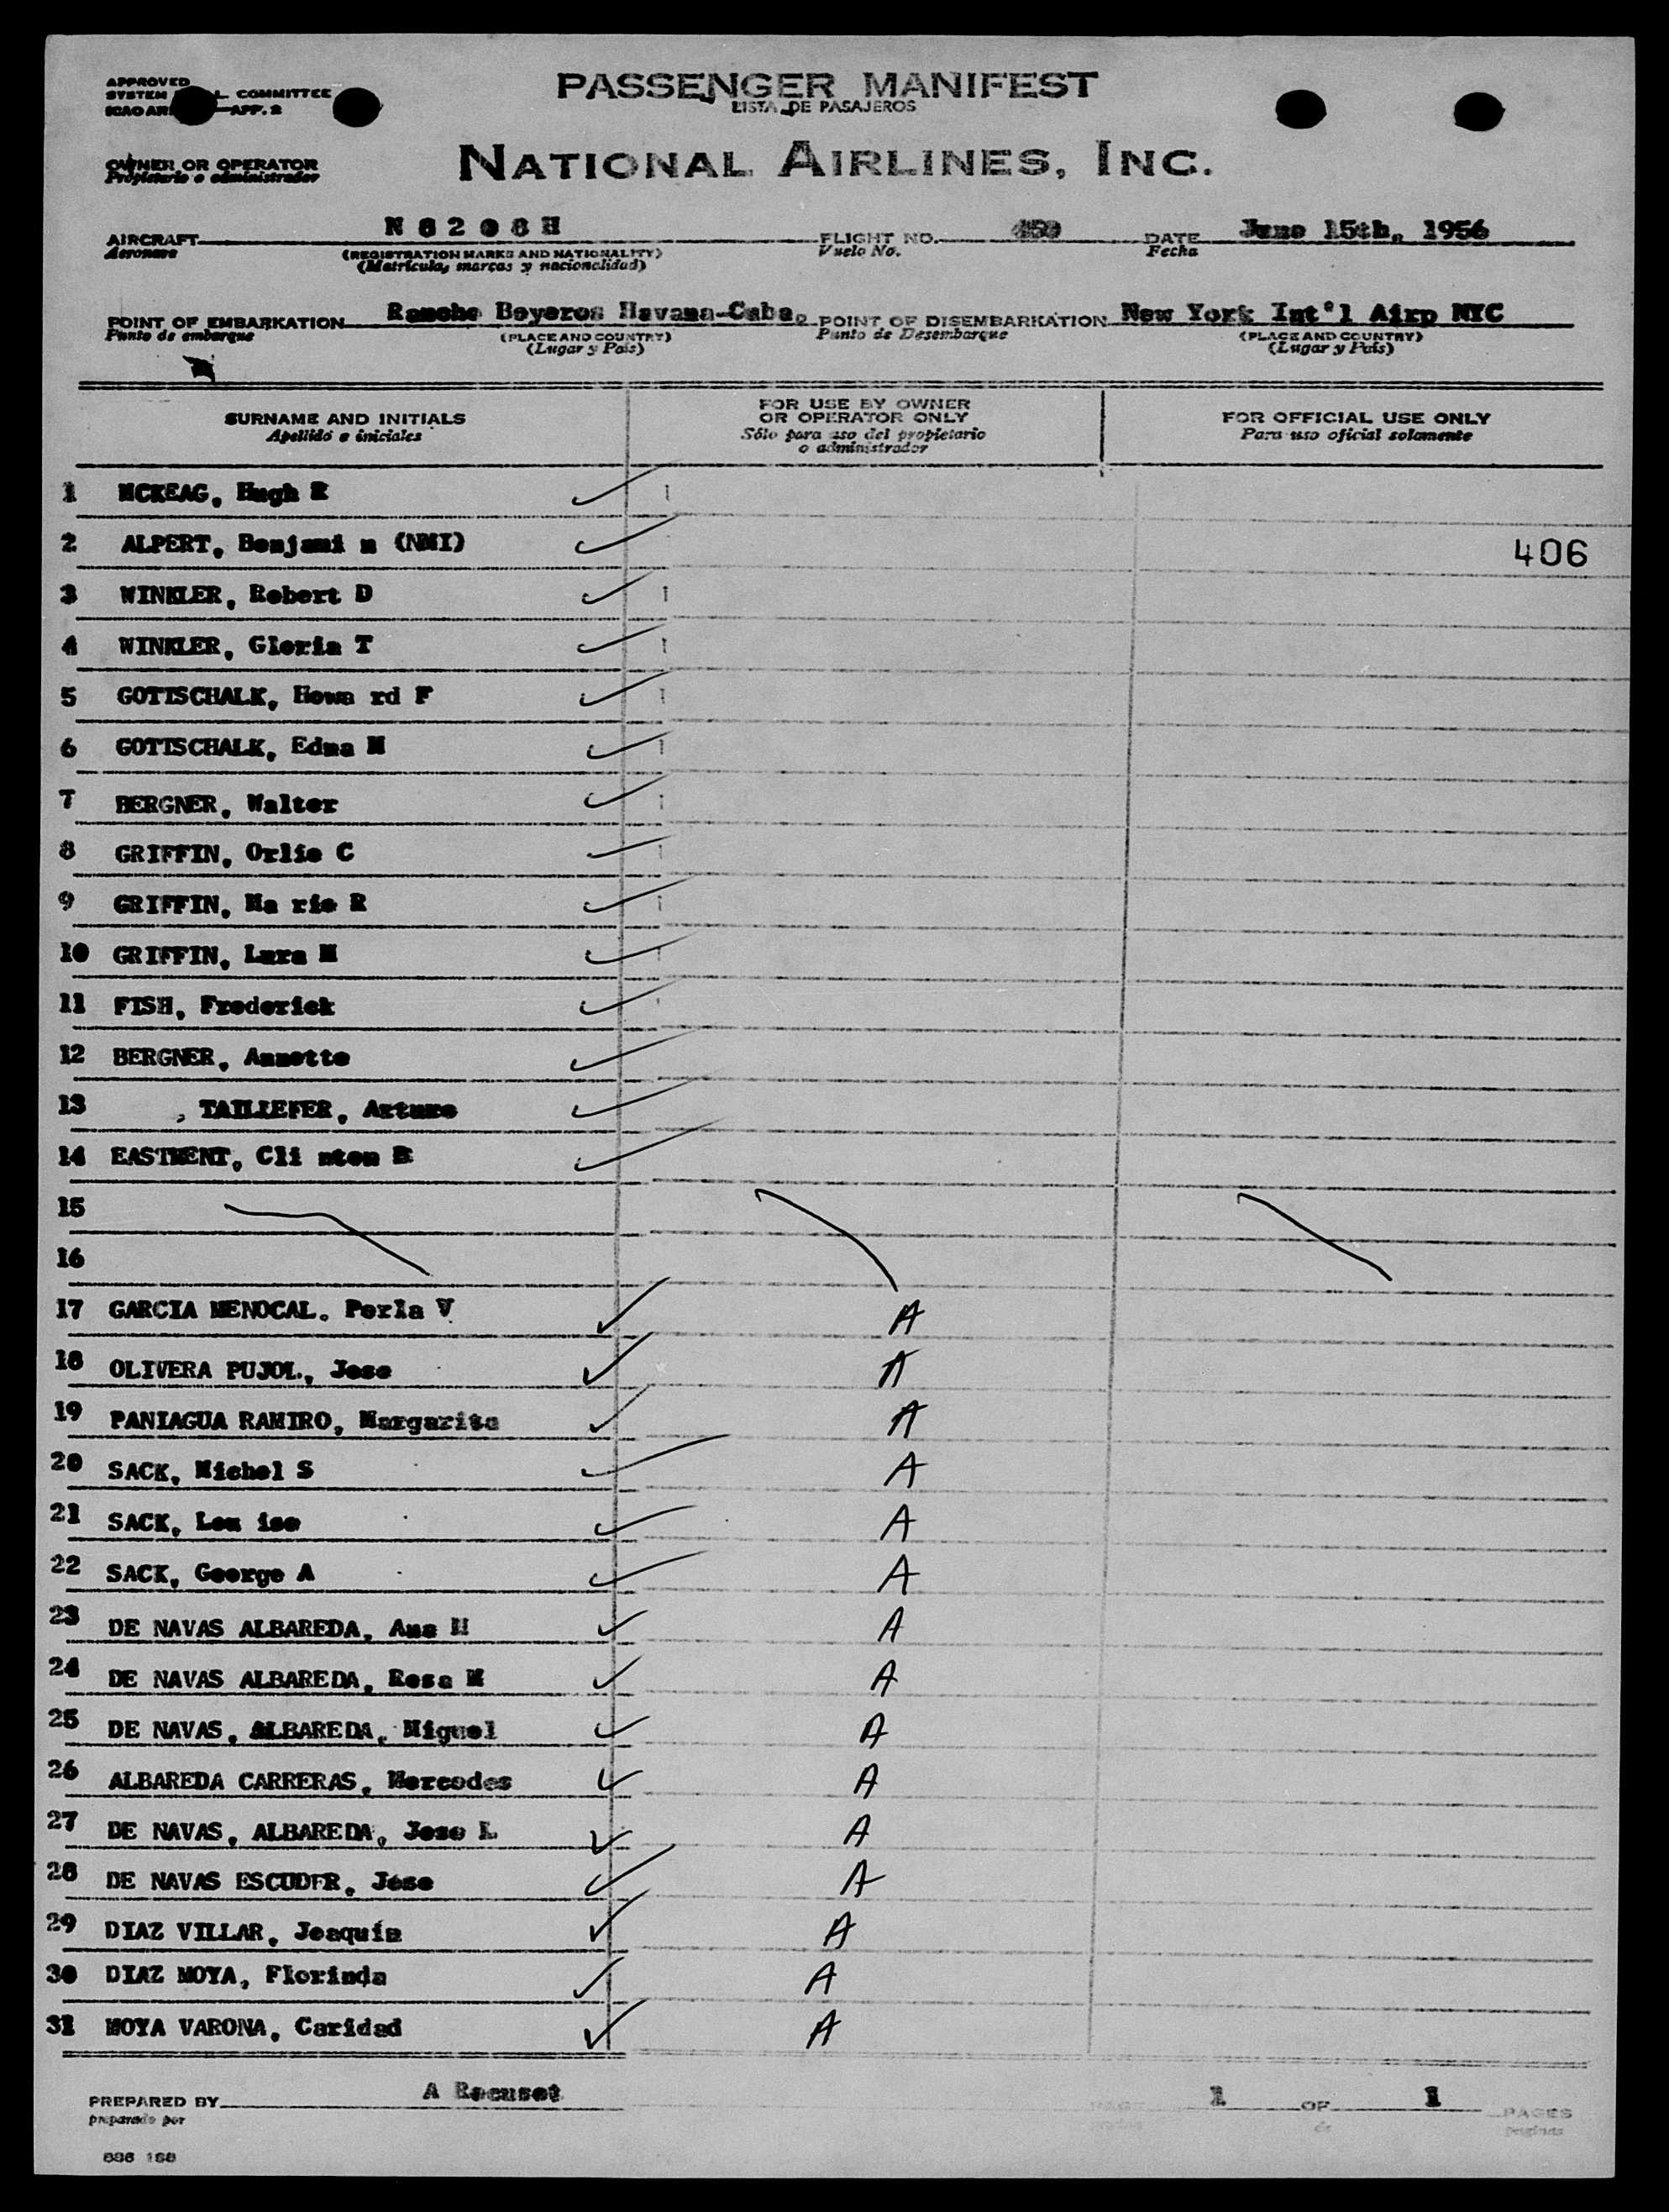 APPROVED
SYSTEM L. COMMITTEE
APP. 2
PASSENGER MANIFEST
LISTA DE PASAJEROS
OWNER OR OPERATOR
Propietario o administrador
NATIONAL AIRLINES, INC.
AIRCRAFT N 8 2 0 8 H FLIGHT NO. 450 DATE June 15th, 1956
Aeronave (REGISTRATION MARKS AND NATIONALITY) Vuelo No. Fecha
(Matrícula, marcas y nacionalidad)
POINT OF EMBARKATION Rancho Boyeros Havana-Cuba. POINT OF DISEMBARKATION New York Int'l Airp NYC
Punto de embarque (PLACE AND COUNTRY) Punto de Desembarque (PLACE AND COUNTRY)
(Lugar y País) (Lugar y País)
SURNAME AND INITIALS FOR USE BY OWNER OR OPERATOR ONLY FOR OFFICIAL USE ONLY
Apellido e iniciales Sólo para uso del propietario o administrador Para uso oficial solamente
1 MCKEAG, Hugh R
2 ALPERT, Benjami n (NMI) 406
3 WINKLER, Robert D
4 WINKLER, Gloria T
5 GOTTSCHALK, Howa rd F
6 GOTTSCHALK, Edna M
7 BERGNER, Walter
8 GRIFFIN, Orlie C
9 GRIFFIN, Ma rie R
10 GRIFFIN, Lara M
11 FISH, Frederick
12 BERGNER, Annette
13 , TAILLEFER, Arturo
14 EASTMENT, Cli nton B
15
16
17 GARCIA MENOCAL. Perla V A
18 OLIVERA PUJOL., Jose A
19 PANIAGUA RAMIRO, Margarita A
20 SACK, Michel S A
21 SACK, Lou ise A
22 SACK, George A A
23 DE NAVAS ALBAREDA, Ana M A
24 DE NAVAS ALBAREDA, Rosa M A
25 DE NAVAS, ALBAREDA, Miguel A
26 ALBAREDA CARRERAS, Mercedes A
27 DE NAVAS, ALBAREDA, Jose L A
28 DE NAVAS ESCUDER, Jose A
29 DIAZ VILLAR, Joaquín A
30 DIAZ MOYA, Florinda A
31 MOYA VARONA, Caridad A
PREPARED BY A Recuset PAGE 1 OF 1 PAGES
preparado por de paginas